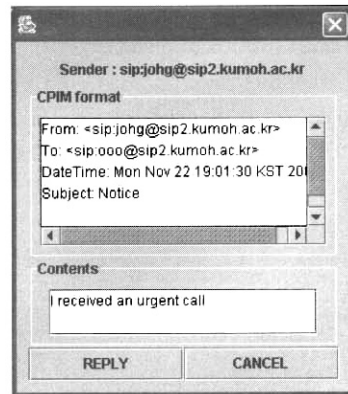 Sender : sip:johg@sip2.kumoh.ac.kr
CPIM format
From: <sip:johg@sip2.kumoh.ac.kr>
To: <sip:ooo@sip2.kumoh.ac.kr>
DateTime: Mon Nov 22 19:01:30 KST
Subject: Notice
Contents
I received an urgent call
REPLY CANCEL